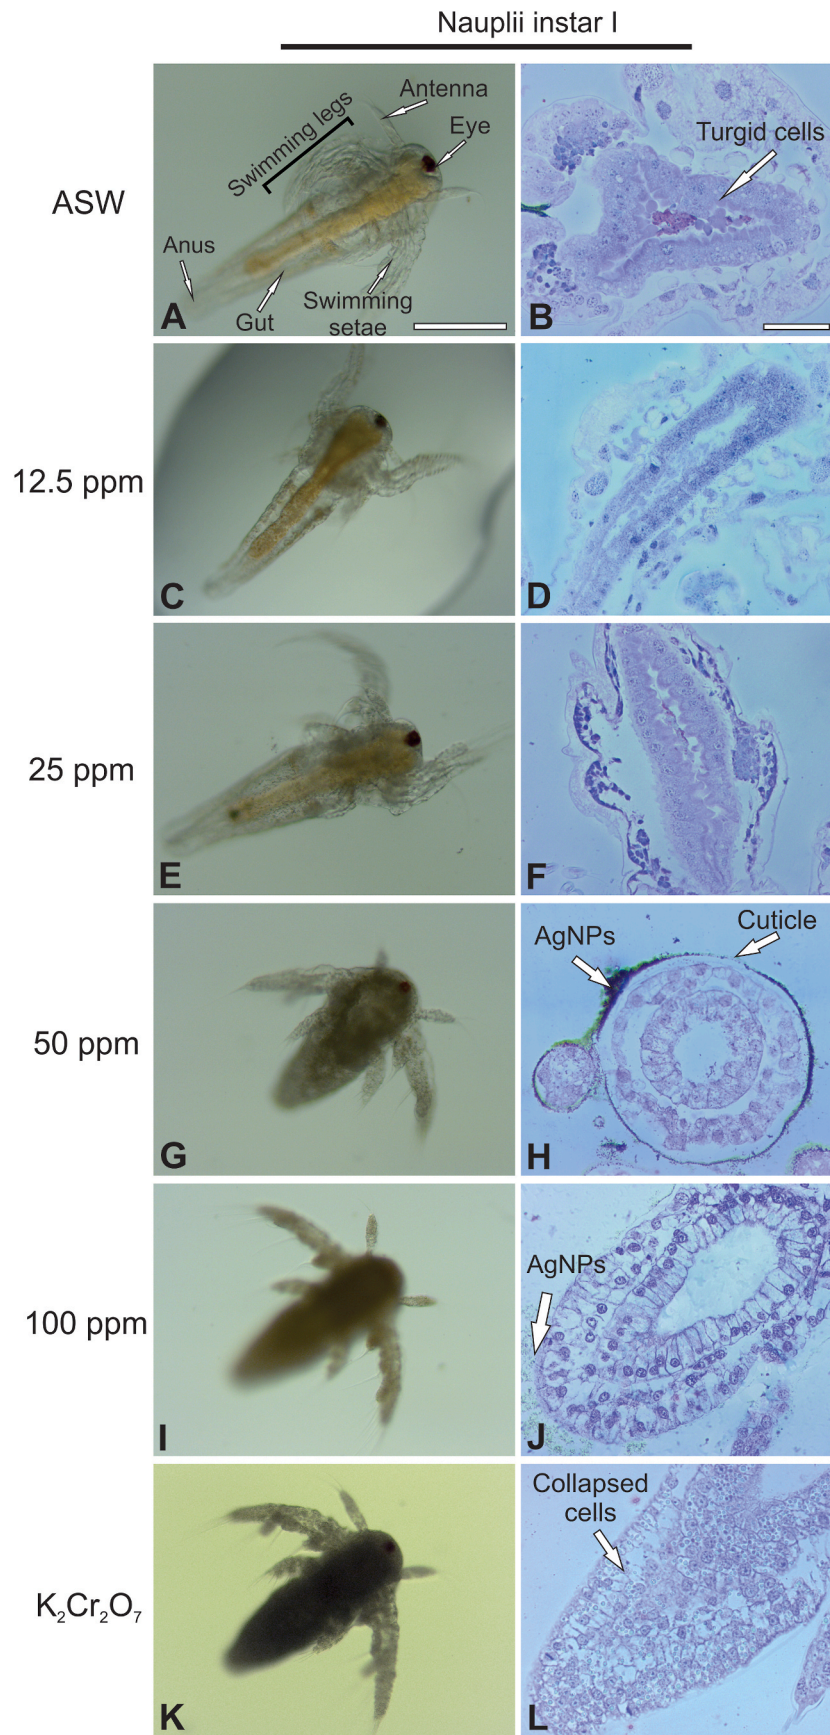 Nauplii instar I
ASW
Swimming legs
Antenna
Eye
Anus
Gut
Swimming
setae
A
Turgid cells
B
12.5 ppm
C
D
25 ppm
E
F
50 ppm
G
AgNPs
Cuticle
H
100 ppm
I
AgNPs
J
K₂Cr₂O₇
K
Collapsed
cells
L